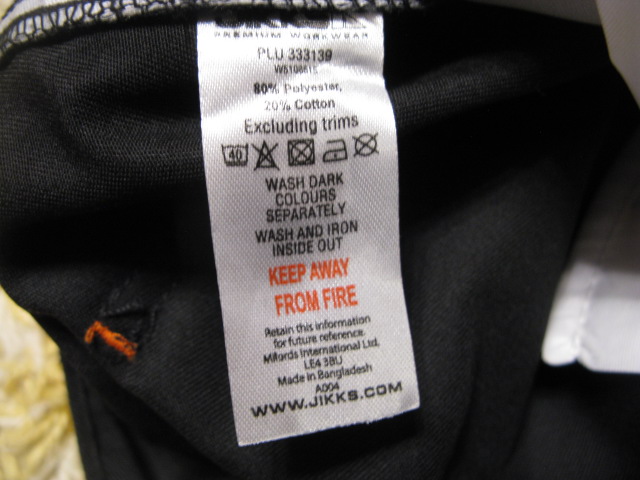 PREMIUM WORKWEAR
PLU 333139
80% Polyester,
20% Cotton
Excluding trims
40
WASH DARK
COLOURS
SEPARATELY
WASH AND IRON
INSIDE OUT
KEEP AWAY
FROM FIRE
Retain this information
for future reference.
Milfords International Ltd,
LE4 3BU
Made in Bangladesh
A004
WWW.JIKKS.COM